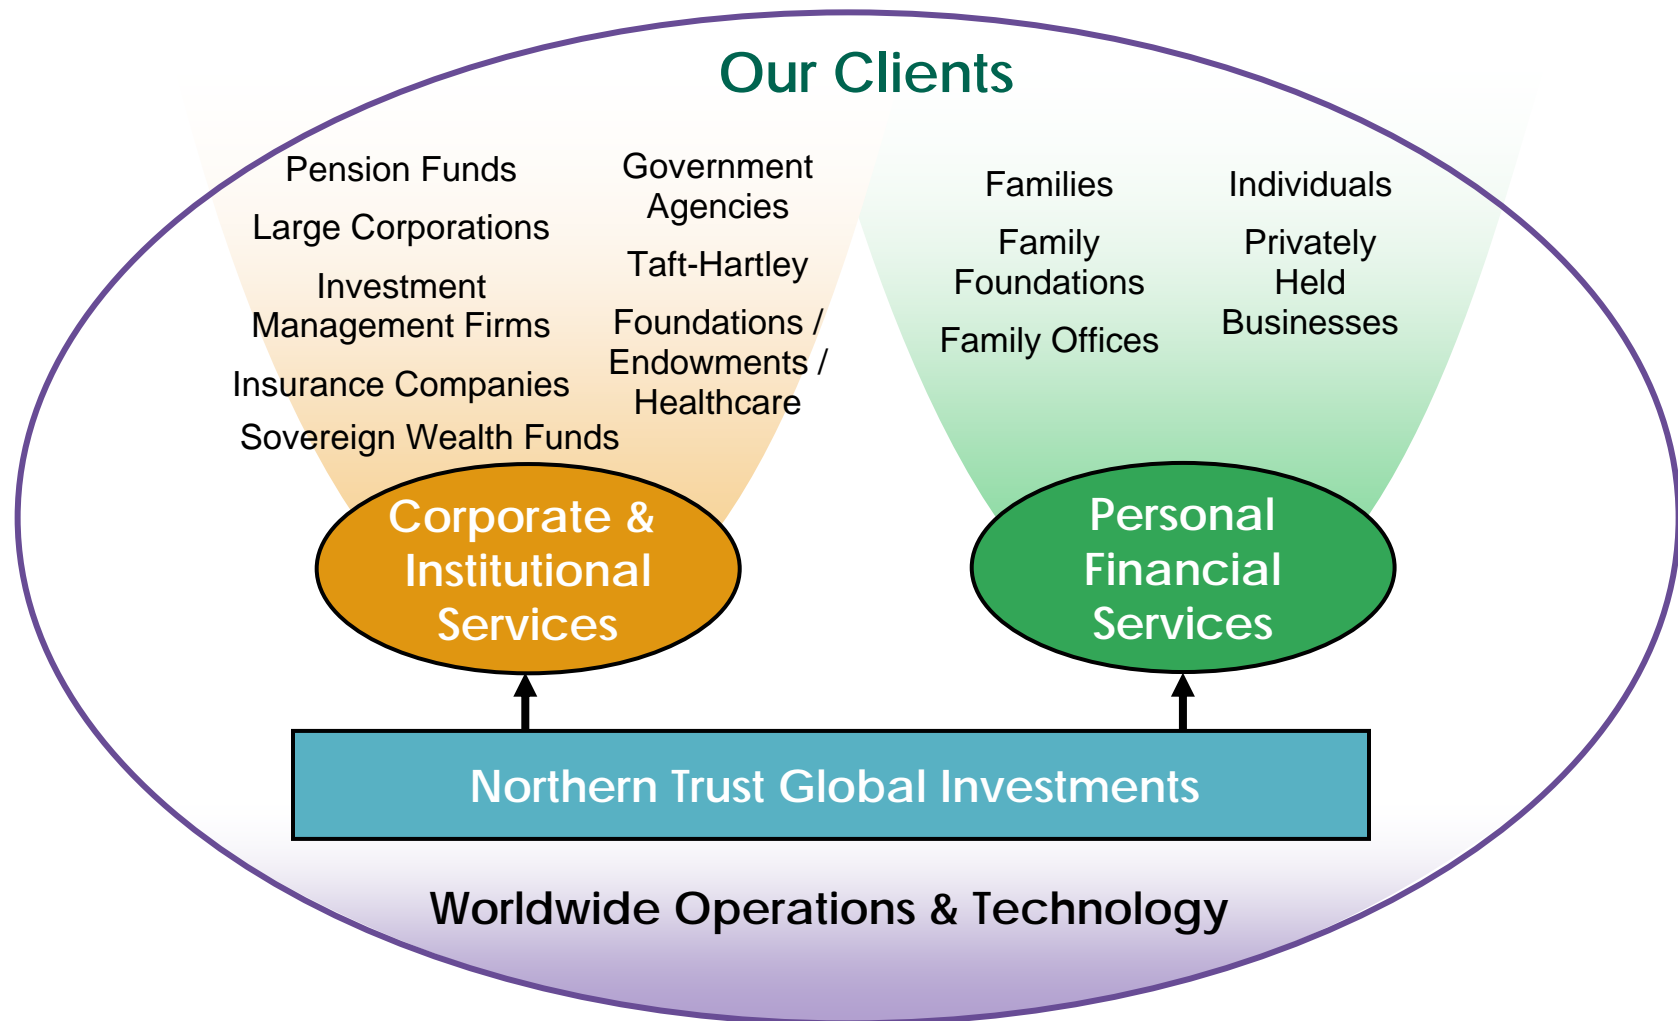 Our Clients
Pension Funds
Large Corporations
Investment
Management Firms
Insurance Companies
Sovereign Wealth Funds
Government
Agencies
Taft-Hartley
Foundations /
Endowments /
Healthcare
Families
Family
Foundations
Family Offices
Individuals
Privately
Held
Businesses
Corporate &
Institutional
Services
Personal
Financial
Services
Northern Trust Global Investments
Worldwide Operations & Technology